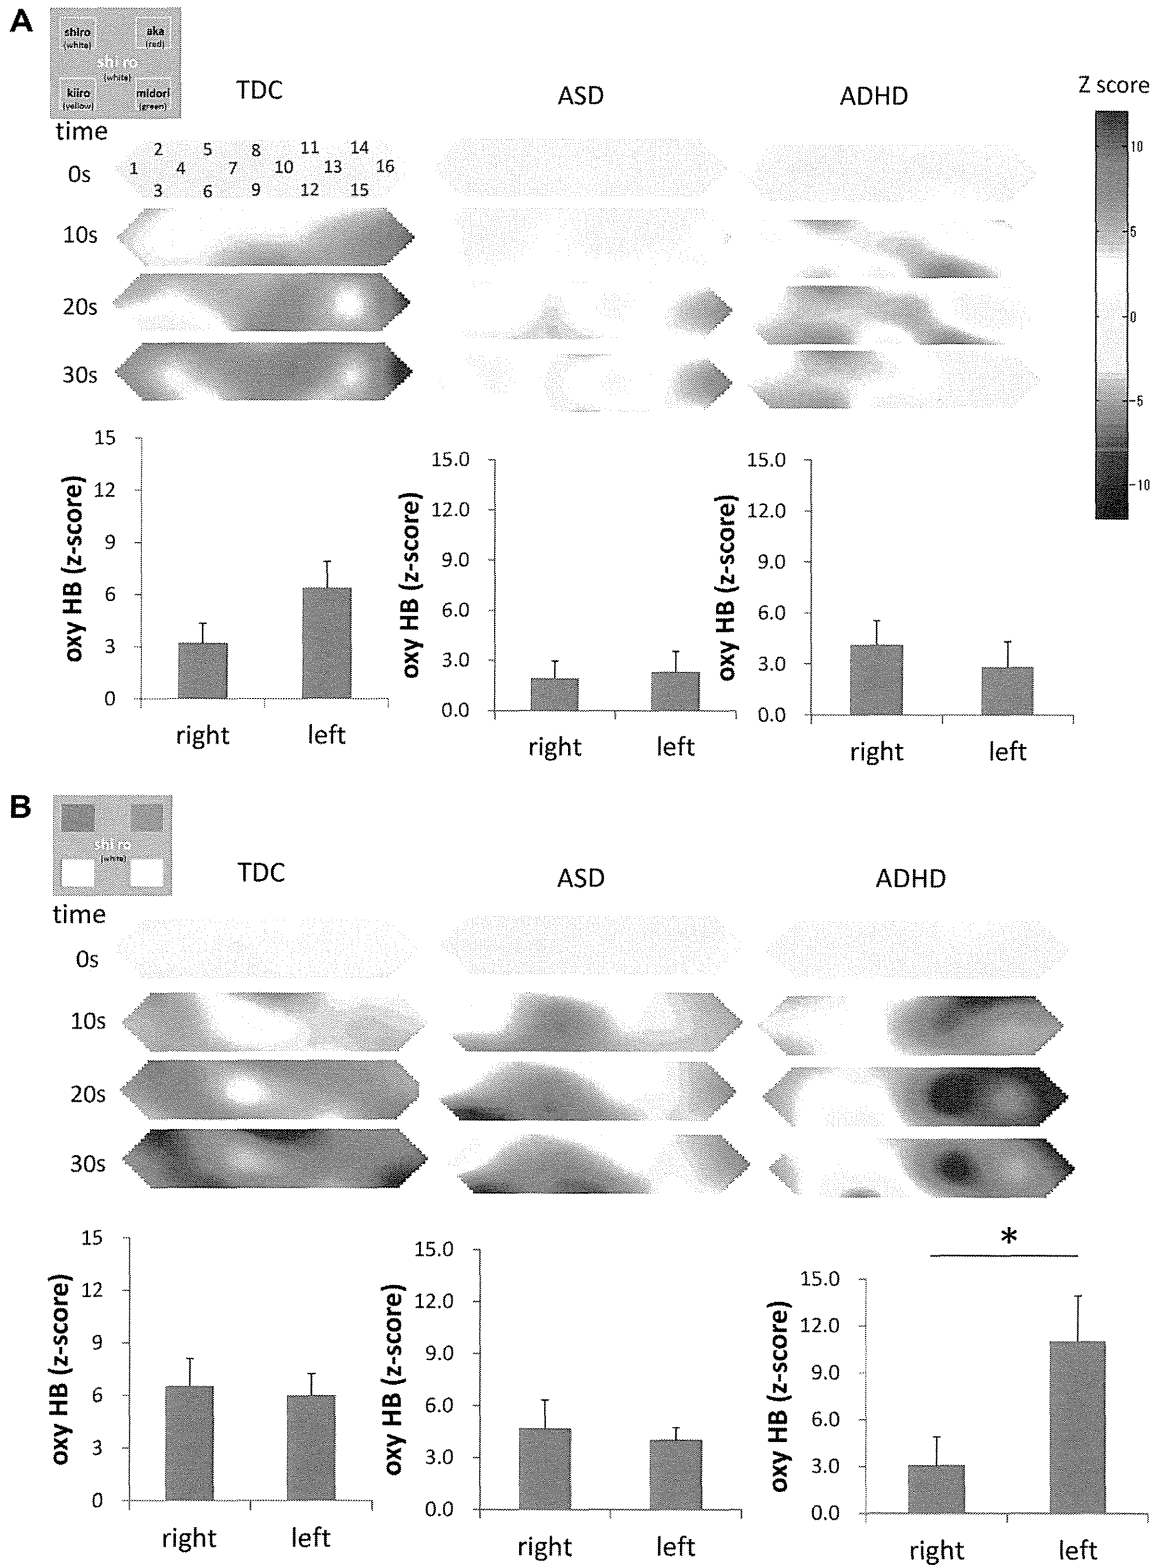 A
shiro
(white)
aka
(red)
shi ro
(white)
kiiro
(yellow)
midori
(green)
TDC
ASD
ADHD
Z score
time
0s
1 2 3 4 5 6 7 8 9 10 11 12 13 14 15 16
10s
20s
30s
10
5
0
-5
-10
oxy HB (z-score)
15
12
9
6
3
0
right left
oxy HB (z-score)
15.0
12.0
9.0
6.0
3.0
0.0
right left
oxy HB (z-score)
15.0
12.0
9.0
6.0
3.0
0.0
right left
B
shi ro
(white)
TDC
ASD
ADHD
time
0s
10s
20s
30s
oxy HB (z-score)
15
12
9
6
3
0
right left
oxy HB (z-score)
15.0
12.0
9.0
6.0
3.0
0.0
right left
*
oxy HB (z-score)
15.0
12.0
9.0
6.0
3.0
0.0
right left